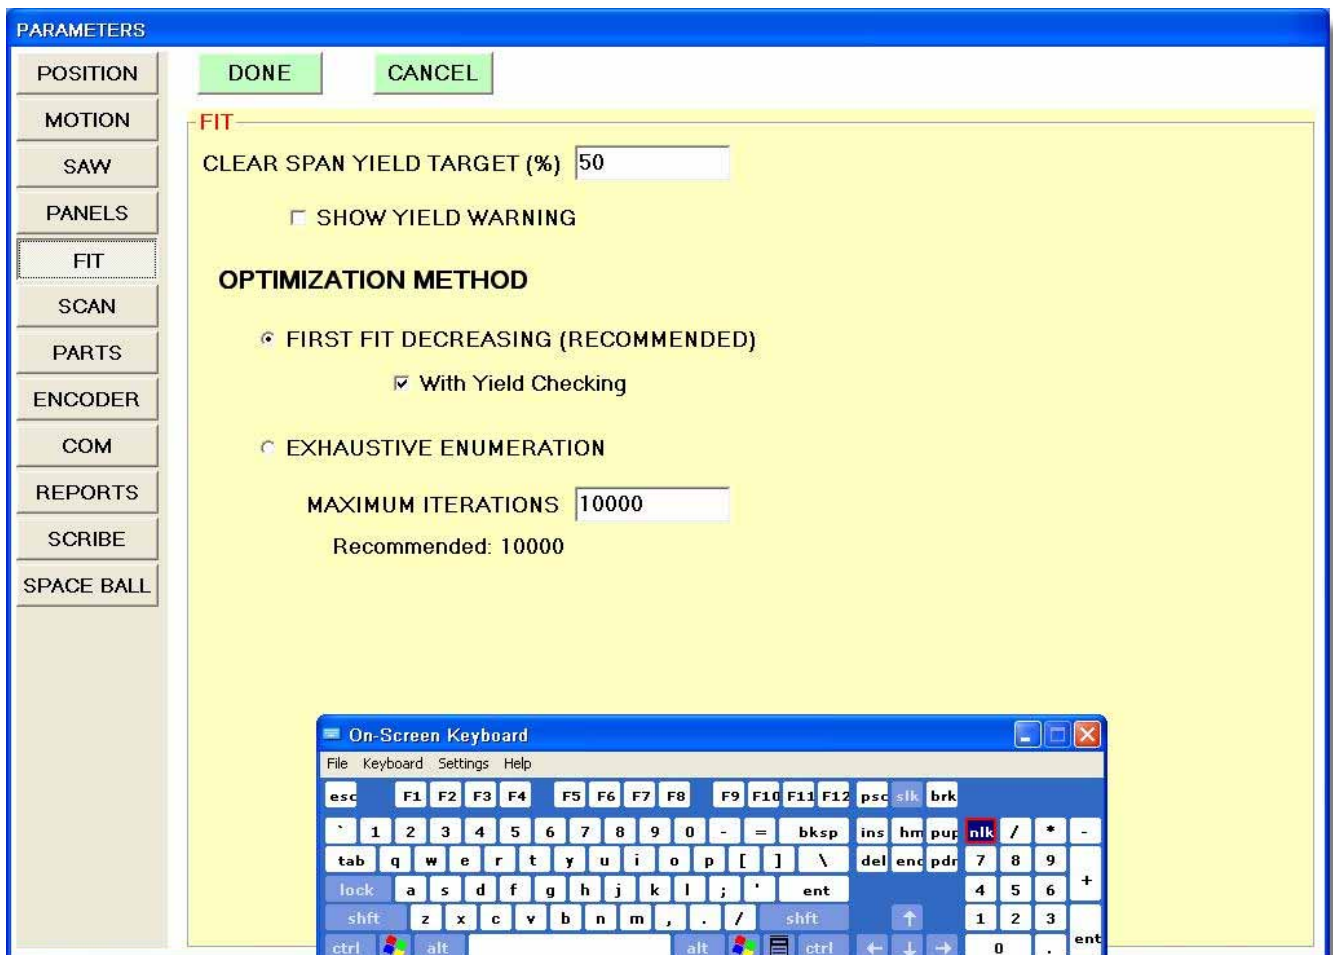 PARAMETERS
POSITION
MOTION
SAW
PANELS
FIT
SCAN
PARTS
ENCODER
COM
REPORTS
SCRIBE
SPACE BALL
DONE CANCEL
FIT
CLEAR SPAN YIELD TARGET (%) 50
SHOW YIELD WARNING
OPTIMIZATION METHOD
FIRST FIT DECREASING (RECOMMENDED)
With Yield Checking
EXHAUSTIVE ENUMERATION
MAXIMUM ITERATIONS 10000
Recommended: 10000
On-Screen Keyboard
File Keyboard Settings Help
esc F1 F2 F3 F4 F5 F6 F7 F8 F9 F10 F11 F12 psc slk brk
` 1 2 3 4 5 6 7 8 9 0 - = bksp ins hm pup nlk / * -
tab q w e r t y u i o p [ ] \ del end pdn 7 8 9 +
lock a s d f g h j k l ; ' ent 4 5 6
shft z x c v b n m , . / shft ↑ 1 2 3 ent
ctrl alt alt ctrl ← ↓ → 0 .